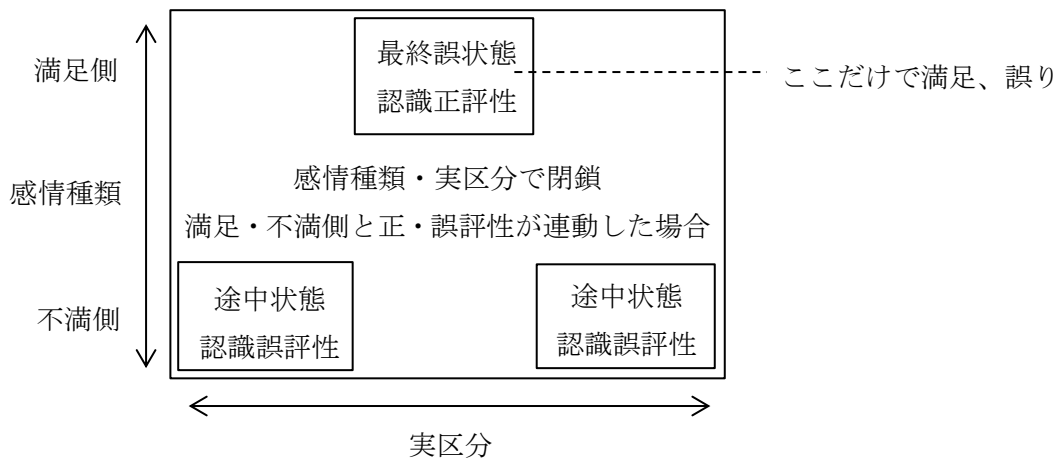 満足側
最終誤状態
認識正評性
ここだけで満足、誤り
感情種類
感情種類・実区分で閉鎖
満足・不満側と正・誤評性が連動した場合
不満側
途中状態
認識誤評性
途中状態
認識誤評性
実区分